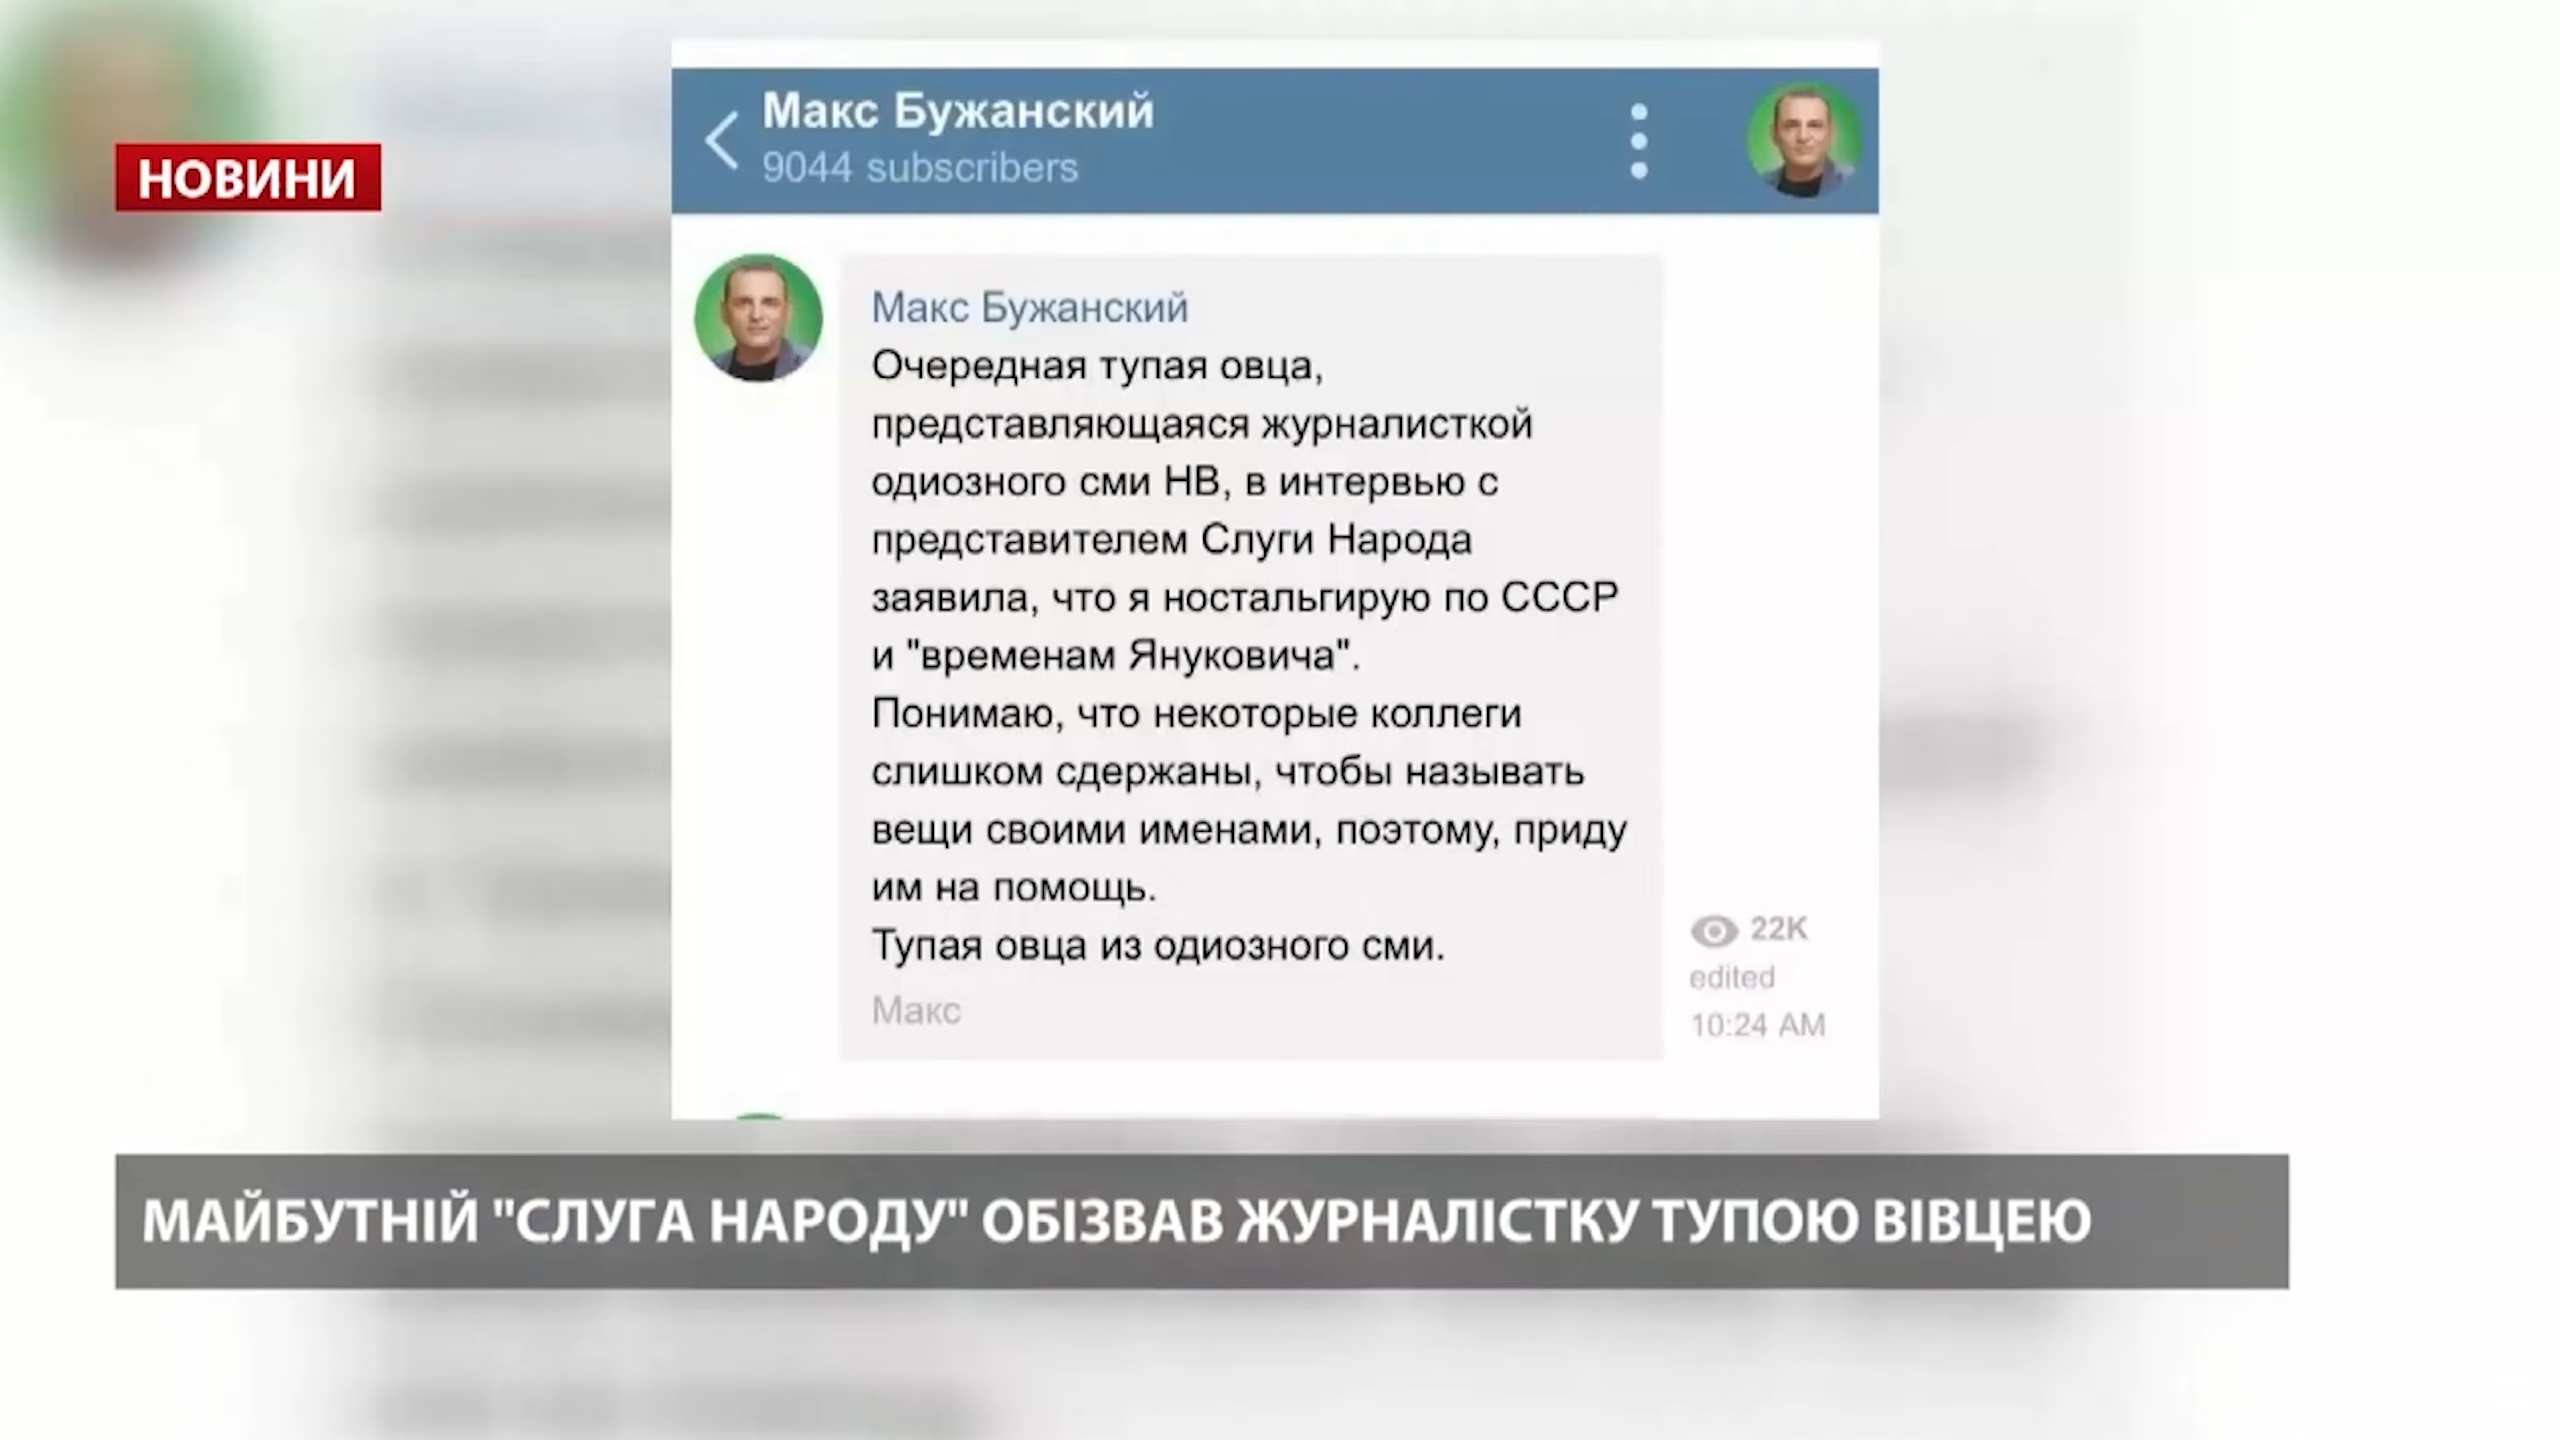 НОВИНИ
Макс Бужанский
9044 subscribers
Макс Бужанский
Очередная тупая овца,
представляющаяся журналисткой
одиозного сми НВ, в интервью с
представителем Слуги Народа
заявила, что я ностальгирую по СССР
и "временам Януковича".
Понимаю, что некоторые коллеги
слишком сдержаны, чтобы называть
вещи своими именами, поэтому, приду
им на помощь.
Тупая овца из одиозного сми.
Макс
22K
edited
10:24 AM
МАЙБУТНІЙ "СЛУГА НАРОДУ" ОБІЗВАВ ЖУРНАЛІСТКУ ТУПОЮ ВІВЦЕЮ